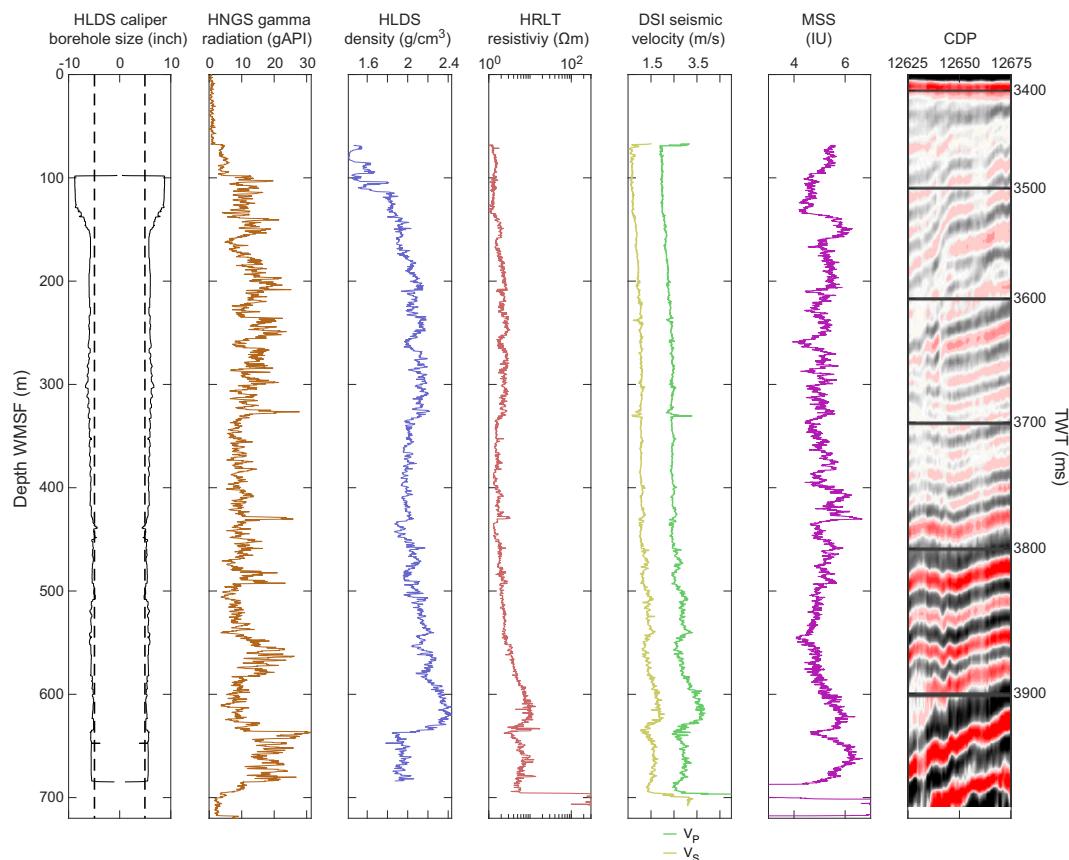 HLDS caliper
borehole size (inch)
HNGS gamma
radiation (gAPI)
HLDS
density (g/cm³)
HRLT
resistiviy (Ωm)
DSI seismic
velocity (m/s)
MSS
(IU)
CDP
-10 0 10
0 10 20 30
1.6 2 2.4
10⁰ 10²
1.5 3.5
4 6
12625 12650 12675
0
100
200
300
400
500
600
700
Depth WMSF (m)
3400
3500
3600
3700
3800
3900
TWT (ms)
V_P
V_S